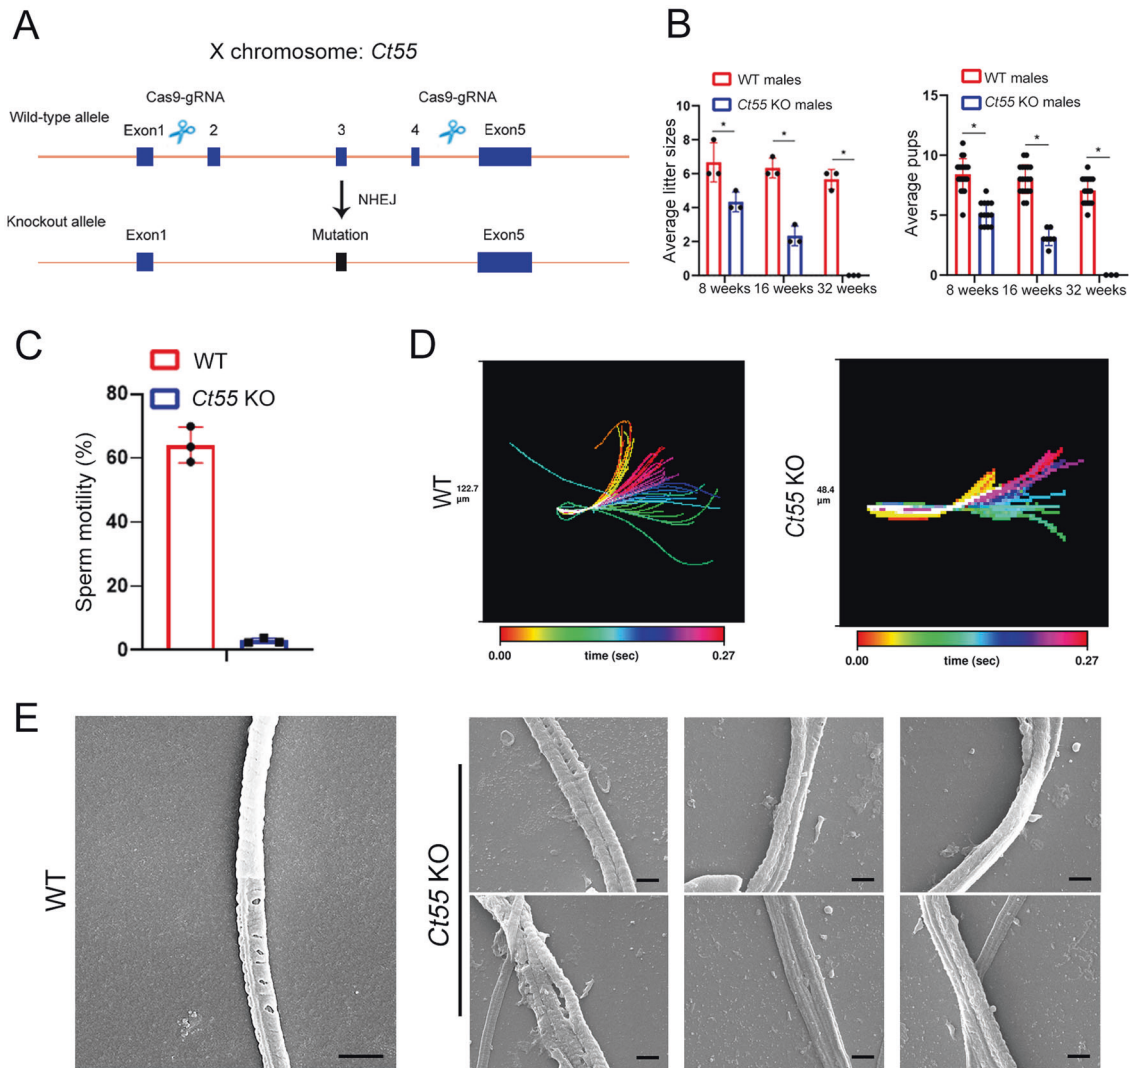 A
X chromosome: Ct55
Cas9-gRNA
Cas9-gRNA
Wild-type allele
Exon1
2
3
4
Exon5
NHEJ
Knockout allele
Exon1
Mutation
Exon5
B
WT males
Ct55 KO males
Average litter sizes
10
8
6
4
2
0
*
*
*
8 weeks
16 weeks
32 weeks
WT males
Ct55 KO males
Average pups
15
10
5
0
*
*
*
8 weeks
16 weeks
32 weeks
C
WT
Ct55 KO
Sperm motility (%)
80
60
40
20
0
D
WT
122.7
µm
0.00
time (sec)
0.27
Ct55 KO
48.4
µm
0.00
time (sec)
0.27
E
WT
Ct55 KO